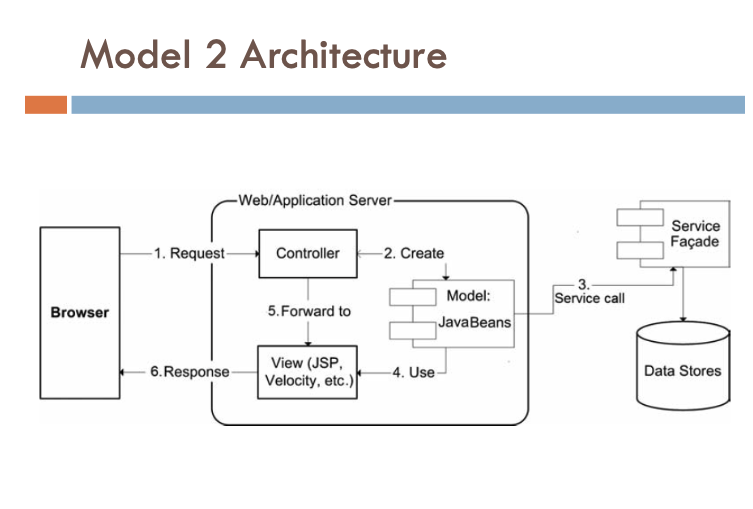 Model 2 Architecture
Web/Application Server
Browser
1. Request
Controller
2. Create
Service
Façade
3.
Service call
Model:
JavaBeans
5.Forward to
View (JSP,
Velocity, etc.)
4. Use
6.Response
Data Stores